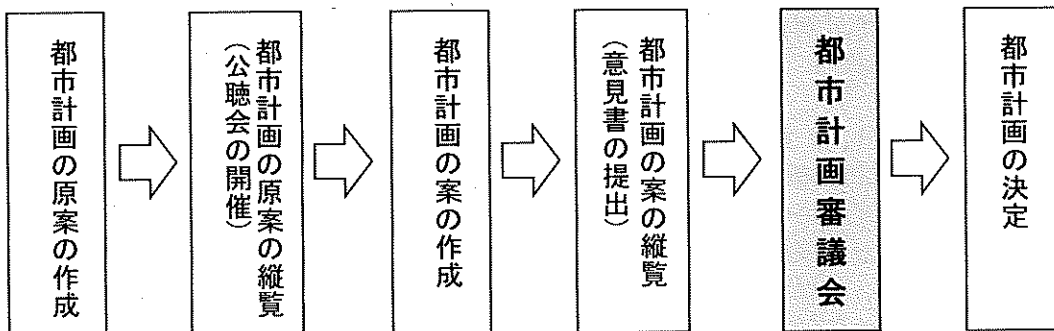 都市計画の原案の作成
都市計画の原案の縦覧
（公聴会の開催）
都市計画の案の作成
都市計画の案の縦覧
（意見書の提出）
都市計画審議会
都市計画の決定